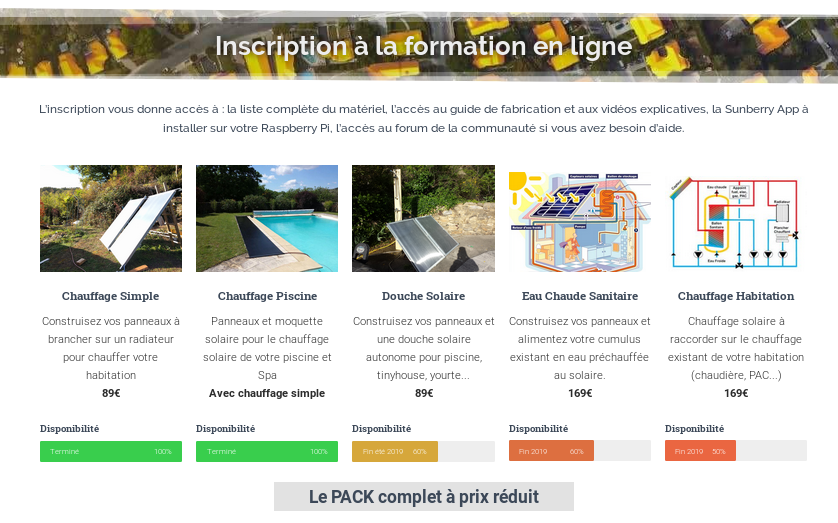 Inscription à la formation en ligne
L'inscription vous donne accès à : la liste complète du matériel, l'accès au guide de fabrication et aux vidéos explicatives, la Sunberry App à
installer sur votre Raspberry Pi, l'accès au forum de la communauté si vous avez besoin d'aide.
Chauffage Simple
Construisez vos panneaux à
brancher sur un radiateur
pour chauffer votre
habitation
89€
Disponibilité
Terminé 100%
Chauffage Piscine
Panneaux et moquette
solaire pour le chauffage
solaire de votre piscine et
Spa
Avec chauffage simple
Disponibilité
Terminé 100%
Douche Solaire
Construisez vos panneaux et
une douche solaire
autonome pour piscine,
tinyhouse, yourte...
89€
Disponibilité
Fin été 2019 60%
Eau Chaude Sanitaire
Construisez vos panneaux et
alimentez votre cumulus
existant en eau préchauffée
au solaire.
169€
Disponibilité
Fin 2019 60%
Eau chaude
Radiateur
Eau Froide
Chauffage Habitation
Chauffage solaire à
raccorder sur le chauffage
existant de votre habitation
(chaudière, PAC...)
169€
Disponibilité
Fin 2019 50%
Le PACK complet à prix réduit